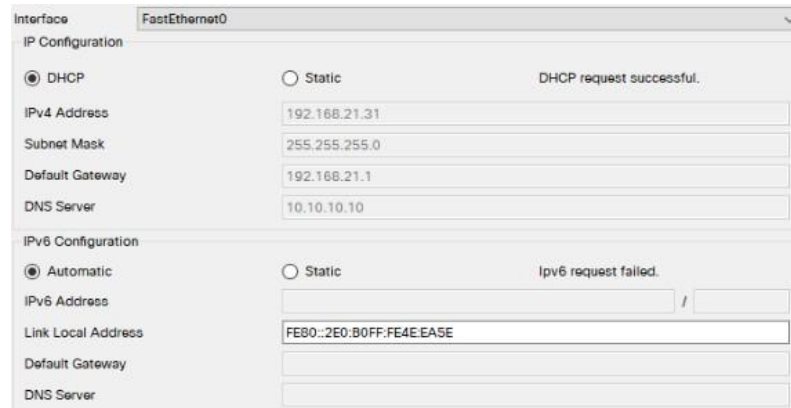 Interface FastEthernet0
IP Configuration
DHCP Static DHCP request successful.
IPv4 Address 192.168.21.31
Subnet Mask 255.255.255.0
Default Gateway 192.168.21.1
DNS Server 10.10.10.10
IPv6 Configuration
Automatic Static Ipv6 request failed.
IPv6 Address /
Link Local Address FE80::2E0:B0FF:FE4E:EA5E
Default Gateway
DNS Server